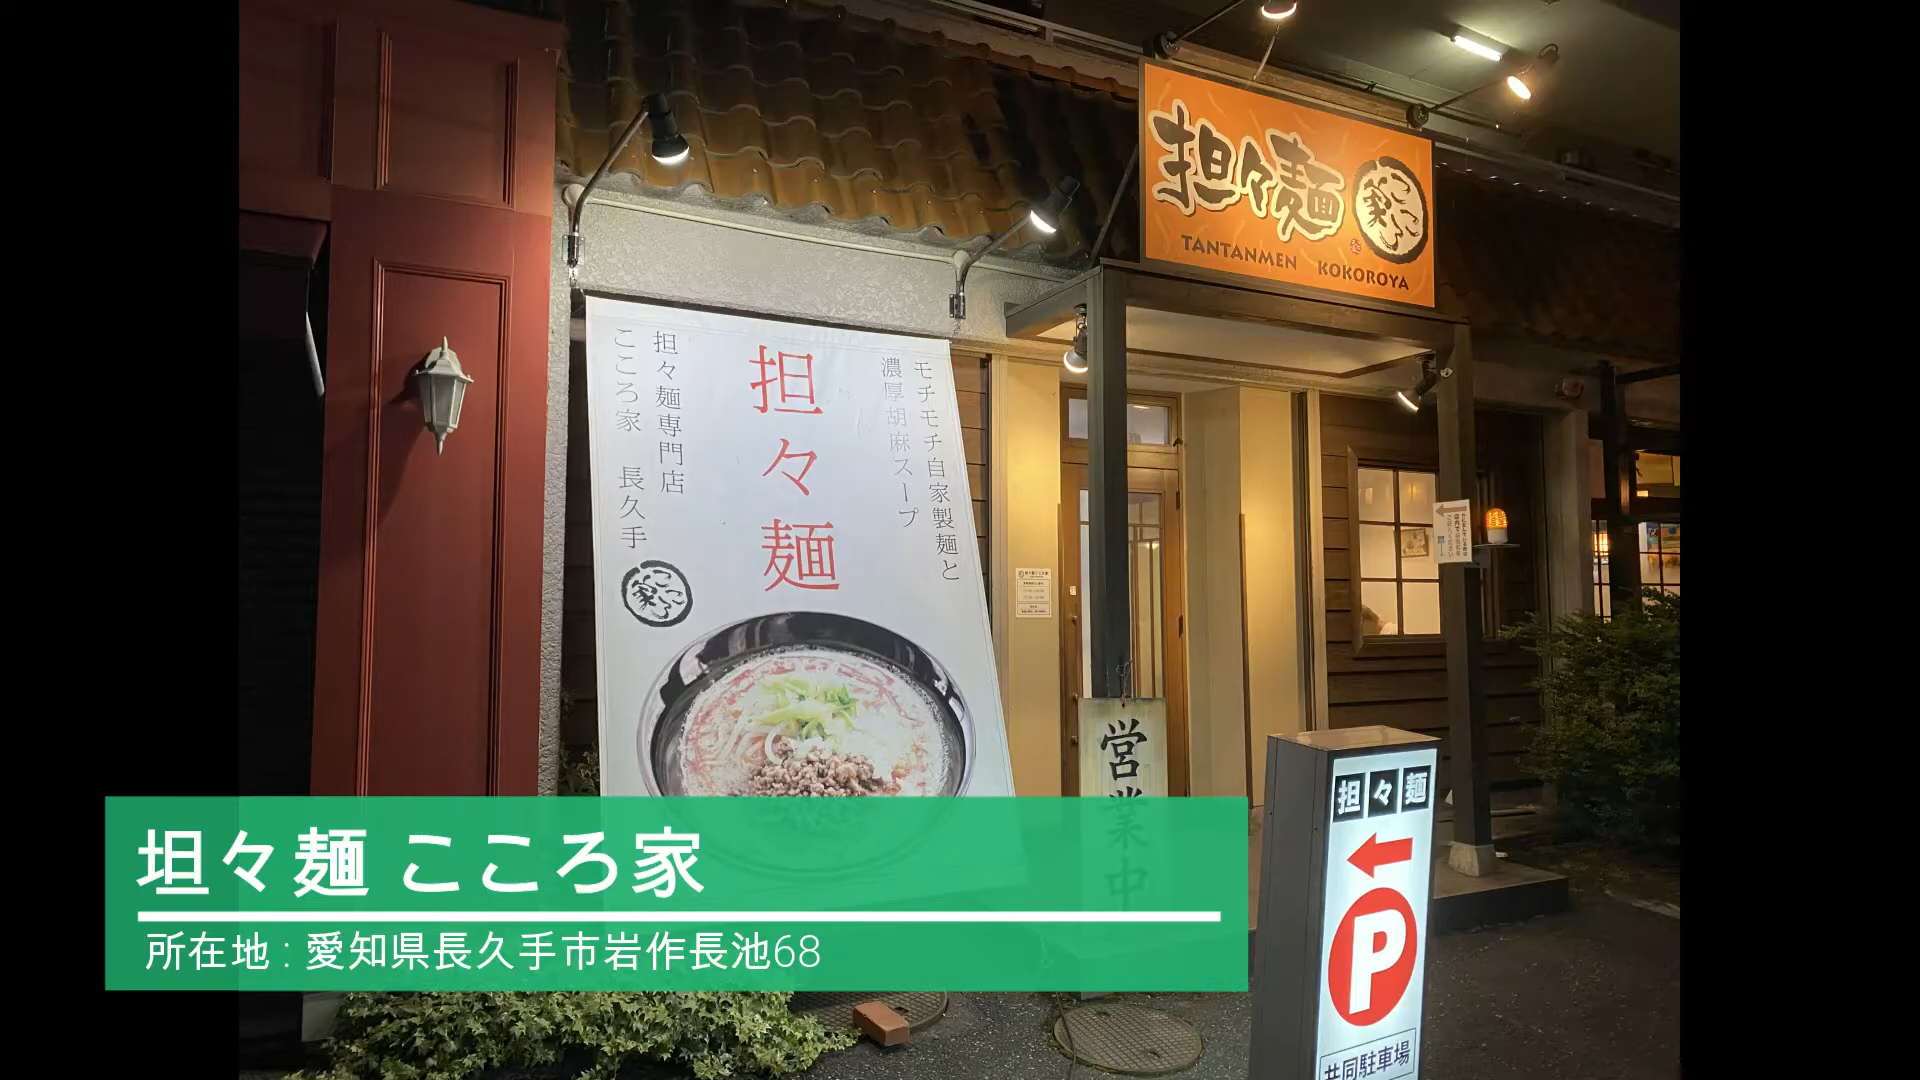 担々麺
こころ家
TANTANMEN KOKOROYA
モチモチ自家製麺と
濃厚胡麻スープ
担々麺
担々麺専門店
こころ家 長久手
こころ家
営業中
担々麺
P
共同駐車場
坦々麺 こころ家
所在地 : 愛知県長久手市岩作長池68